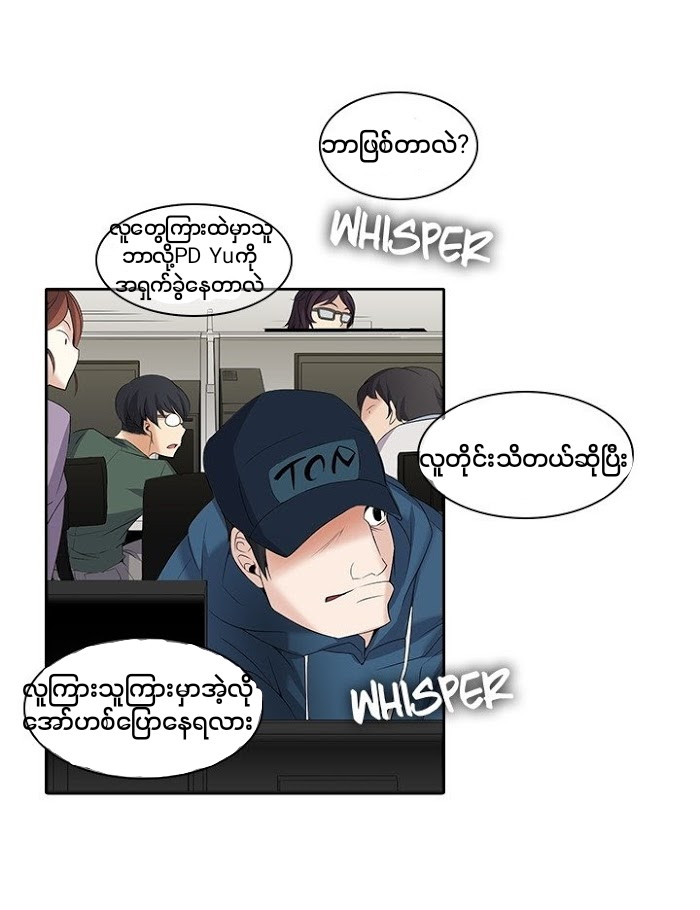 ဘာဖြစ်တာလဲ?
WHISPER
လူတွေကြားထဲမှာသူ
ဘာလို့PD Yuကို
အရှက်ခွဲနေတာလဲ
TON
လူတိုင်းသိတယ်ဆိုပြီး
လူကြားသူကြားမှာအဲ့လို
အော်ဟစ်ပြောနေရလား
WHISPER